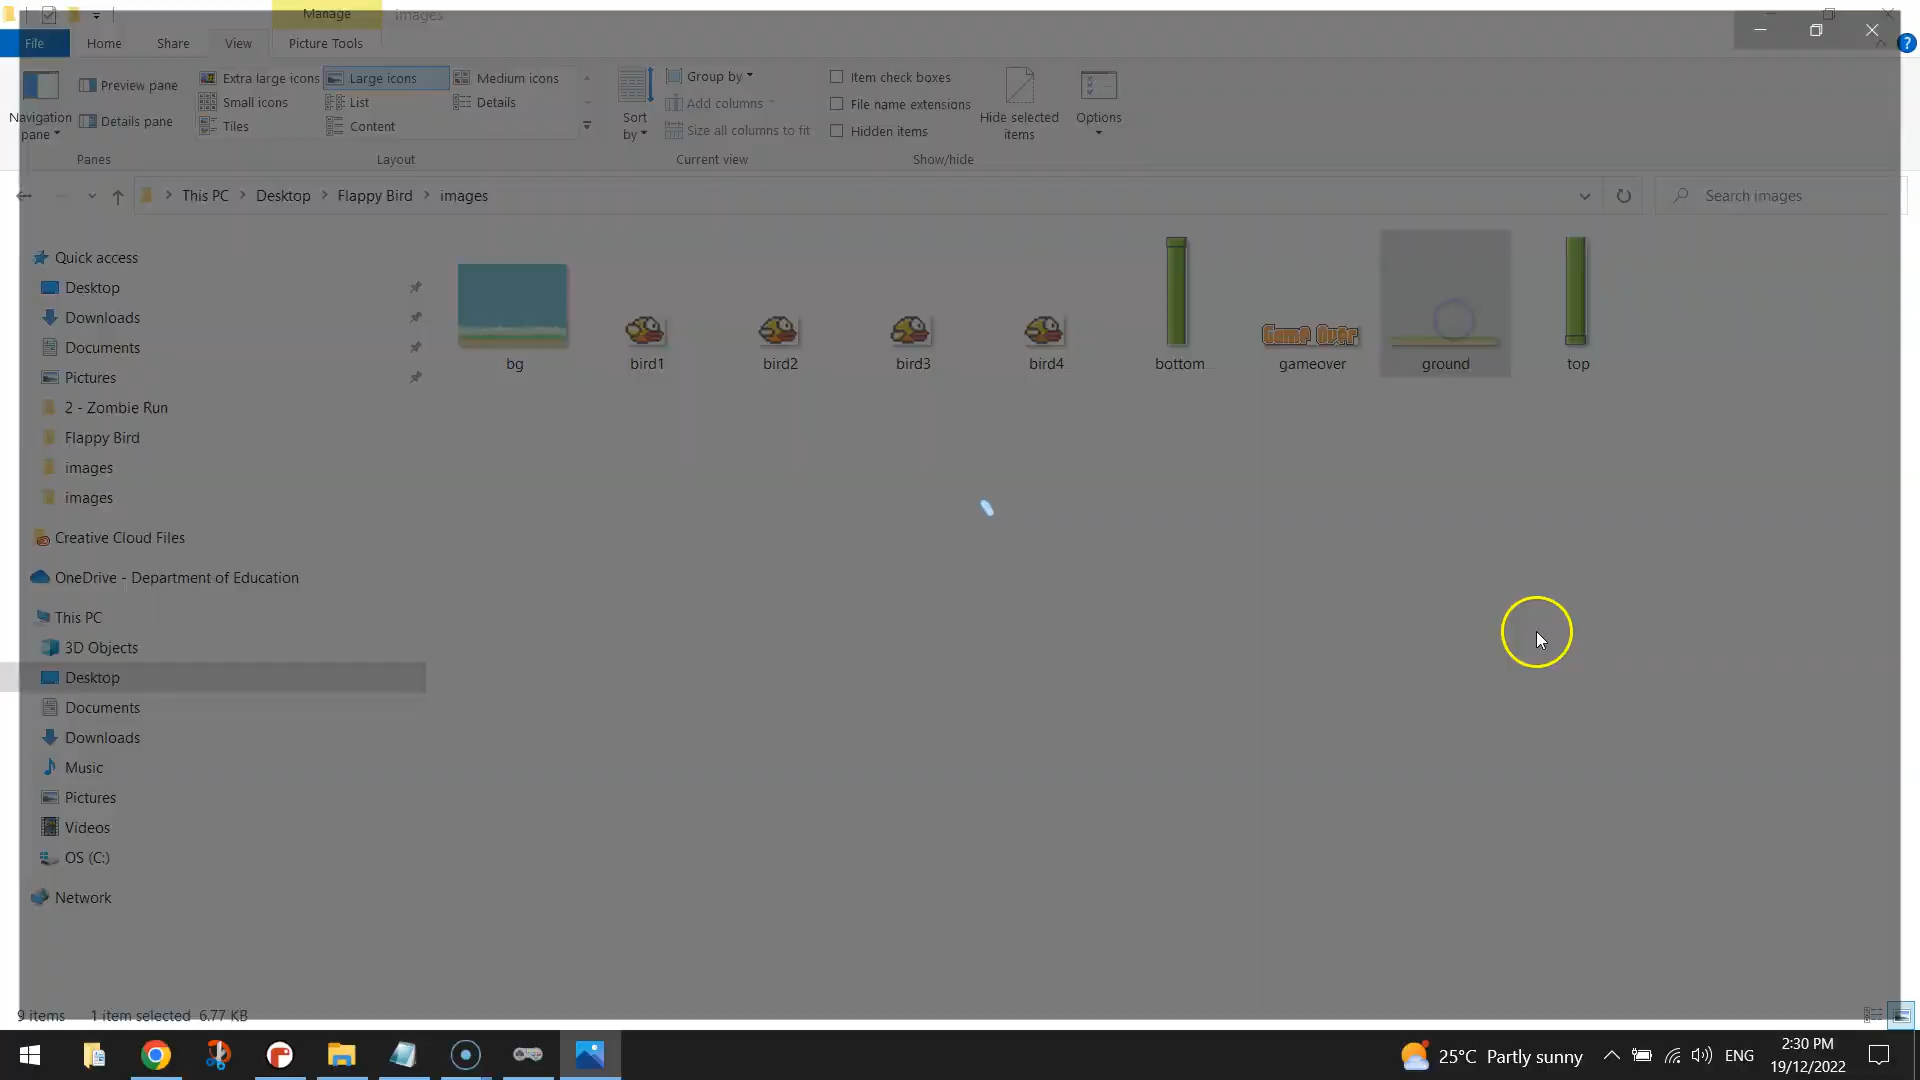 Manage images
File Home Share View Picture Tools
Preview pane Extra large icons Large icons Medium icons Group by Item check boxes
Small icons List Details Add columns File name extensions
Navigation pane Details pane Tiles Content Sort by Size all columns to fit Hidden items Hide selected items Options
Panes Layout Current view Show/hide
This PC Desktop Flappy Bird images Search images
Quick access
Desktop
Downloads
Documents
Pictures
2 - Zombie Run
Flappy Bird
images
images
Creative Cloud Files
OneDrive - Department of Education
This PC
3D Objects
Desktop
Documents
Downloads
Music
Pictures
Videos
OS (C:)
Network
Game Over
bg bird1 bird2 bird3 bird4 bottom gameover ground top
9 items 1 item selected 6.77 KB
25°C Partly sunny ENG 2:30 PM
19/12/2022